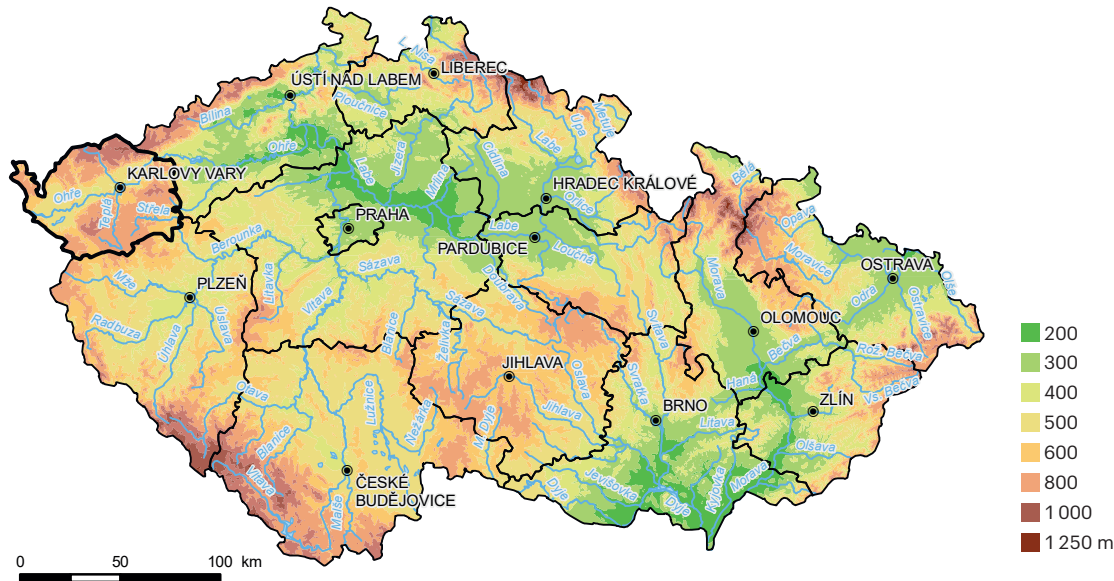 L. Nisa
LIBEREC
ÚSTÍ NAD LABEM
Ploučnice
Bílina
Metuje
Úpa
Labe
Ohře
Jizera
Cidlina
Mrlina
Labe
Bělá
KARLOVY VARY
Ohře
Teplá
Střela
HRADEC KRÁLOVÉ
Orlice
PRAHA
Labe
Opava
Berounka
PARDUBICE
Loučná
Moravice
OSTRAVA
Sázava
Doubrava
Morava
Mže
PLZEŇ
Litavka
Vltava
Odra
Olše
Ostravice
Radbuza
Úhlava
Úslava
Sázava
Blanice
Želivka
Svitava
OLOMOUC
Bečva
Rož. Bečva
Vs. Bečva
JIHLAVA
Oslava
Svratka
Haná
ZLÍN
Otava
Lužnice
Nežárka
M. Dyje
Jihlava
BRNO
Litava
Olšava
Blanice
Vltava
ČESKÉ
BUDĚJOVICE
Malše
Dyje
Jevišovka
Dyje
Kyjovka
Morava
200
300
400
500
600
800
1 000
1 250 m
0 50 100 km